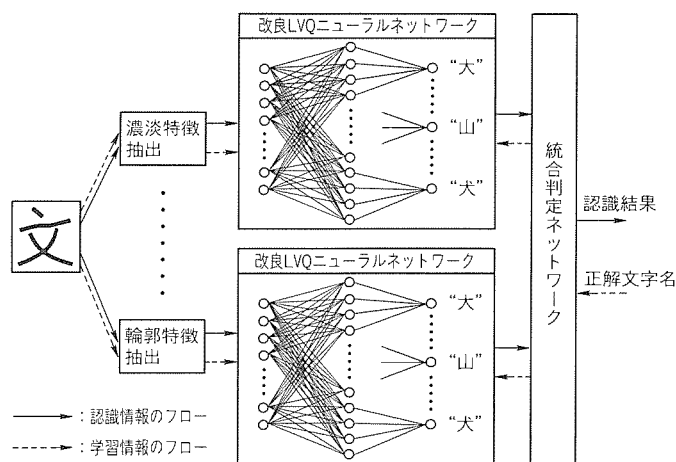 改良LVQニューラルネットワーク
“大”
“山”
“犬”
濃淡特徴
抽出
文
改良LVQニューラルネットワーク
“大”
“山”
“犬”
輪郭特徴
抽出
統合判定ネットワーク
認識結果
正解文字名
：認識情報のフロー
：学習情報のフロー